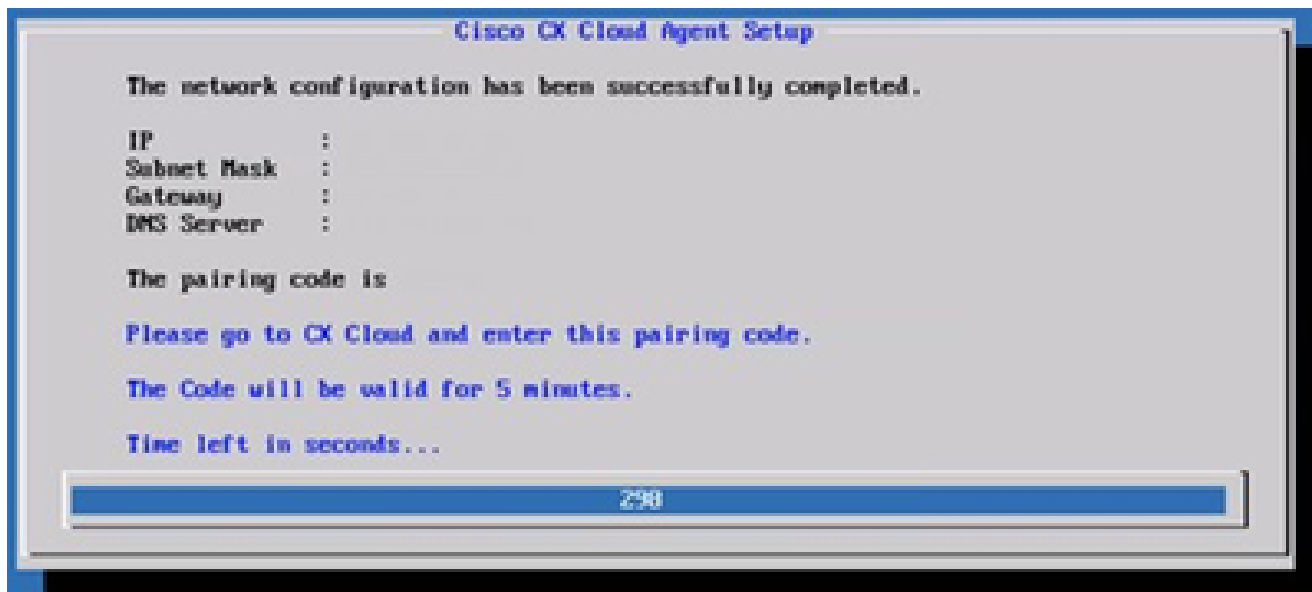 Cisco CX Cloud Agent Setup
The network configuration has been successfully completed.
IP :
Subnet Mask :
Gateway :
DNS Server :
The pairing code is
Please go to CX Cloud and enter this pairing code.
The Code will be valid for 5 minutes.
Time left in seconds...
298